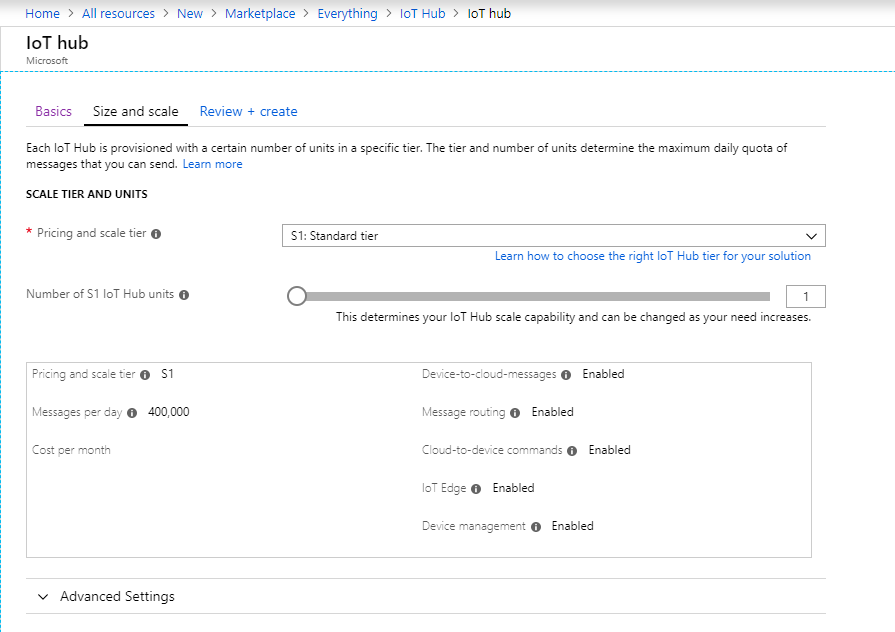 Home > All resources > New > Marketplace > Everything > IoT Hub > IoT hub
IoT hub
Microsoft
Basics Size and scale Review + create
Each IoT Hub is provisioned with a certain number of units in a specific tier. The tier and number of units determine the maximum daily quota of
messages that you can send. Learn more
SCALE TIER AND UNITS
* Pricing and scale tier S1: Standard tier
Learn how to choose the right IoT Hub tier for your solution
Number of S1 IoT Hub units 1
This determines your IoT Hub scale capability and can be changed as your need increases.
Pricing and scale tier S1
Messages per day 400,000
Cost per month
Device-to-cloud-messages Enabled
Message routing Enabled
Cloud-to-device commands Enabled
IoT Edge Enabled
Device management Enabled
Advanced Settings